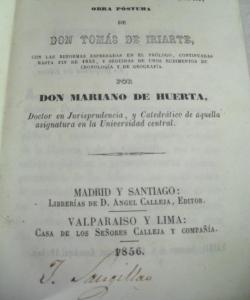 OBRA PÓSTUMA
DE
DON TOMÁS DE IRIARTE,
CON LAS REFORMAS ESPRESADAS EN EL PRÓLOGO, CONTINUADAS
HASTA FIN DE 1855, Y SEGUIDAS DE UNOS RUDIMENTOS DE
CRONOLOGÍA Y DE GEOGRAFÍA.
POR
DON MARIANO DE HUERTA,
Doctor en Jurisprudencia, y Catedrático de aquella
asignatura en la Universidad central.
MADRID Y SANTIAGO:
LIBRERÍAS DE D. ÁNGEL CALLEJA, EDITOR.
VALPARAISO Y LIMA:
CASA DE LOS SEÑORES CALLEJA Y COMPAÑÍA.
1856.